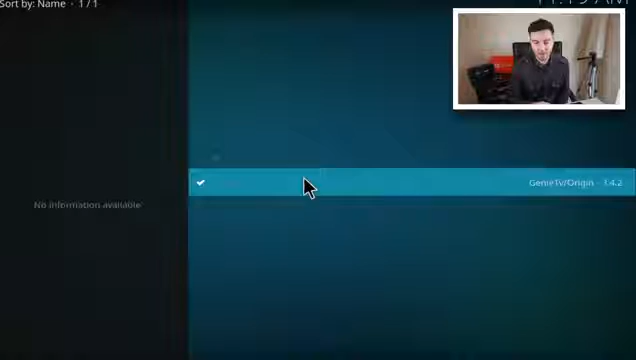 Sort by: Name · 1 / 1
GenieTv/Origin · 1.4.2
No information available